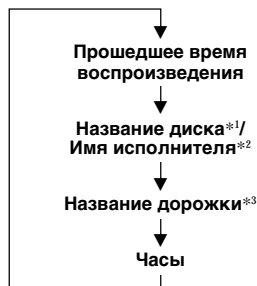 Прошедшее время
воспроизведения
Название диска*1/
Имя исполнителя*2
Название дорожки*3
Часы